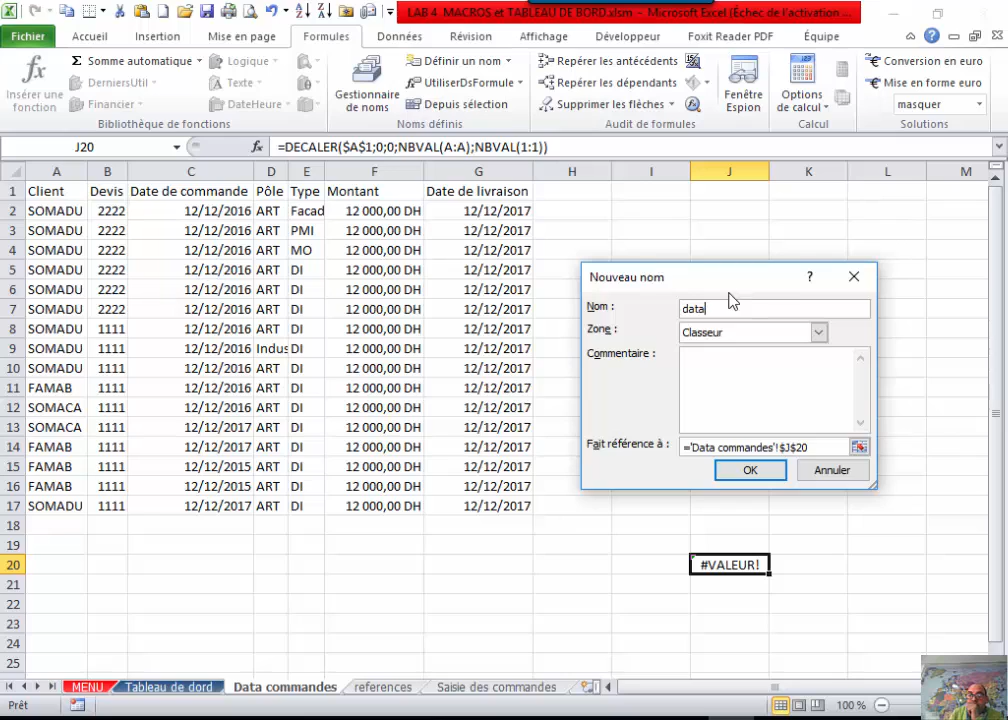 LAB 4 MACROS et TABLEAU DE BORD.xlsm - Microsoft Excel (Échec de l'activation ...
Fichier Accueil Insertion Mise en page Formules Données Révision Affichage Développeur Foxit Reader PDF Équipe
Insérer une fonction
Σ Somme automatique
DerniersUtil
Financier
Logique
Texte
DateHeure
Bibliothèque de fonctions
Gestionnaire de noms
Définir un nom
UtiliserDsFormule
Depuis sélection
Noms définis
Repérer les antécédents
Repérer les dépendants
Supprimer les flèches
Audit de formules
Fenêtre Espion
Options de calcul
Calcul
Conversion en euro
Mise en forme euro
masquer
Solutions
J20 fx =DECALER($A$1;0;0;NBVAL(A:A);NBVAL(1:1))
A B C D E F G H I J K L M
1 Client Devis Date de commande Pôle Type Montant Date de livraison
2 SOMADU 2222 12/12/2016 ART Facad 12 000,00 DH 12/12/2017
3 SOMADU 2222 12/12/2016 ART PMI 12 000,00 DH 12/12/2017
4 SOMADU 2222 12/12/2016 ART MO 12 000,00 DH 12/12/2017
5 SOMADU 2222 12/12/2016 ART DI 12 000,00 DH 12/12/2017
6 SOMADU 2222 12/12/2016 ART DI 12 000,00 DH 12/12/2017
7 SOMADU 2222 12/12/2016 ART DI 12 000,00 DH 12/12/2017
8 SOMADU 1111 12/12/2016 ART DI 12 000,00 DH 12/12/2017
9 SOMADU 1111 12/12/2016 Indus DI 12 000,00 DH 12/12/2017
10 SOMADU 1111 12/12/2016 ART DI 12 000,00 DH 12/12/2017
11 FAMAB 1111 12/12/2016 ART DI 12 000,00 DH 12/12/2017
12 SOMACA 1111 12/12/2016 ART DI 12 000,00 DH 12/12/2017
13 SOMACA 1111 12/12/2017 ART DI 12 000,00 DH 12/12/2017
14 FAMAB 1111 12/12/2017 ART DI 12 000,00 DH 12/12/2017
15 FAMAB 1111 12/12/2015 ART DI 12 000,00 DH 12/12/2017
16 FAMAB 1111 12/12/2015 ART DI 12 000,00 DH 12/12/2017
17 SOMADU 1111 12/12/2017 ART DI 12 000,00 DH 12/12/2017
18
19
20 #VALEUR!
21
22
23
24
25
Nouveau nom ?
Nom : data
Zone : Classeur
Commentaire :
Fait référence à : ='Data commandes'!$J$20
OK Annuler
MENU Tableau de bord Data commandes references Saisie des commandes
Prêt 100 %